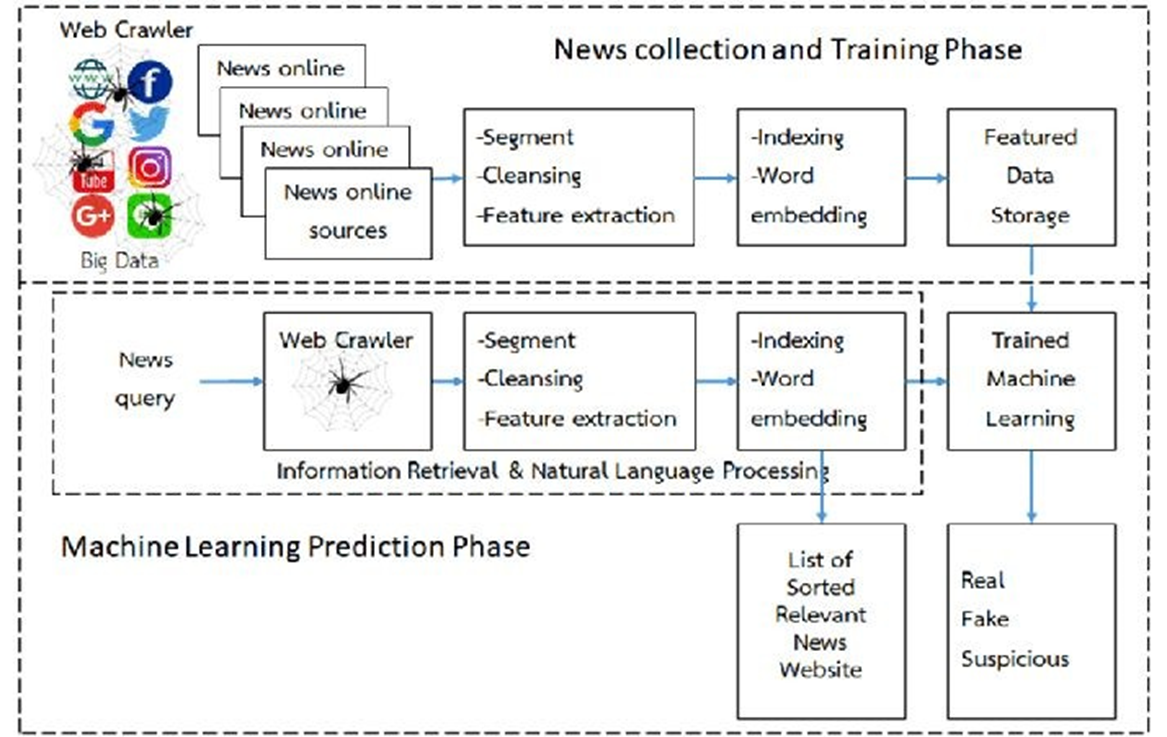 Web Crawler
News collection and Training Phase
News online
News online
News online
News online
sources
-Segment
-Cleansing
-Feature extraction
-Indexing
-Word
embedding
Featured
Data
Storage
www
f
G
Tube
G+
Big Data
News
query
Web Crawler
-Segment
-Cleansing
-Feature extraction
-Indexing
-Word
embedding
Trained
Machine
Learning
Information Retrieval & Natural Language Processing
Machine Learning Prediction Phase
List of
Sorted
Relevant
News
Website
Real
Fake
Suspicious